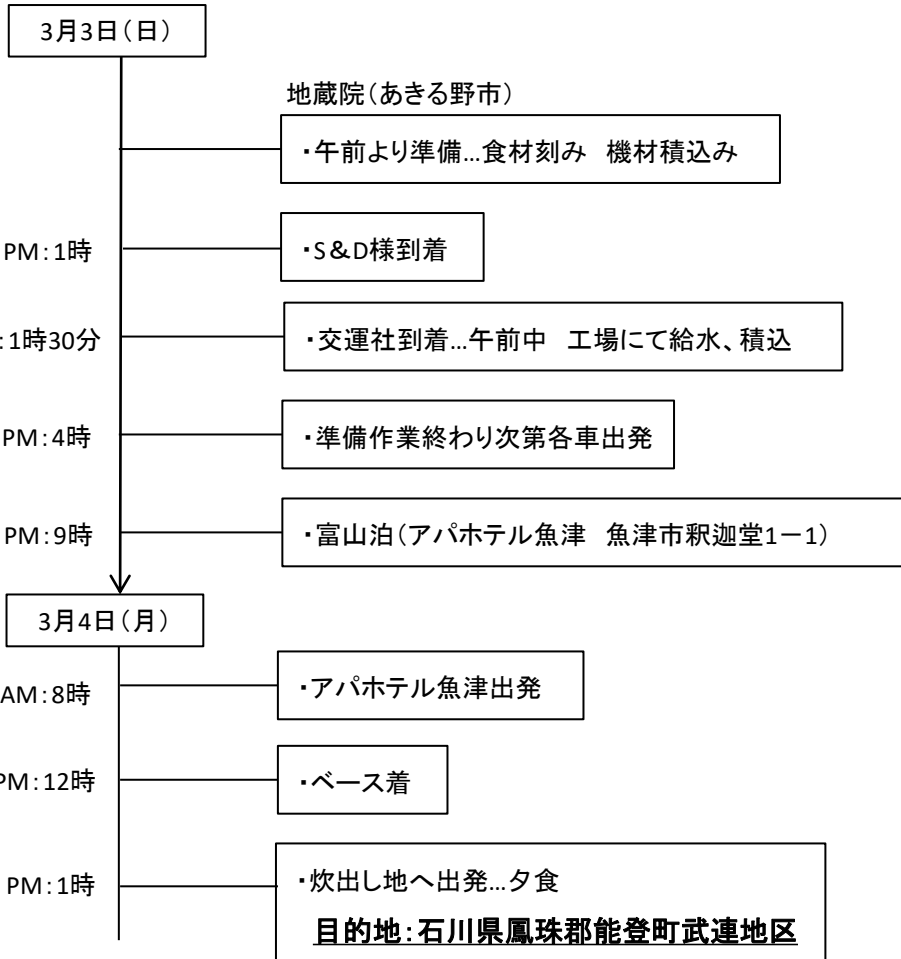 3月3日(日)
地蔵院(あきる野市)
・午前より準備…食材刻み 機材積込み
PM:1時
・S&D様到着
:1時30分
・交運社到着…午前中 工場にて給水、積込
PM:4時
・準備作業終わり次第各車出発
PM:9時
・富山泊(アパホテル魚津 魚津市釈迦堂1-1)
3月4日(月)
AM:8時
・アパホテル魚津出発
PM:12時
・ベース着
PM:1時
・炊出し地へ出発…夕食
目的地:石川県鳳珠郡能登町武連地区